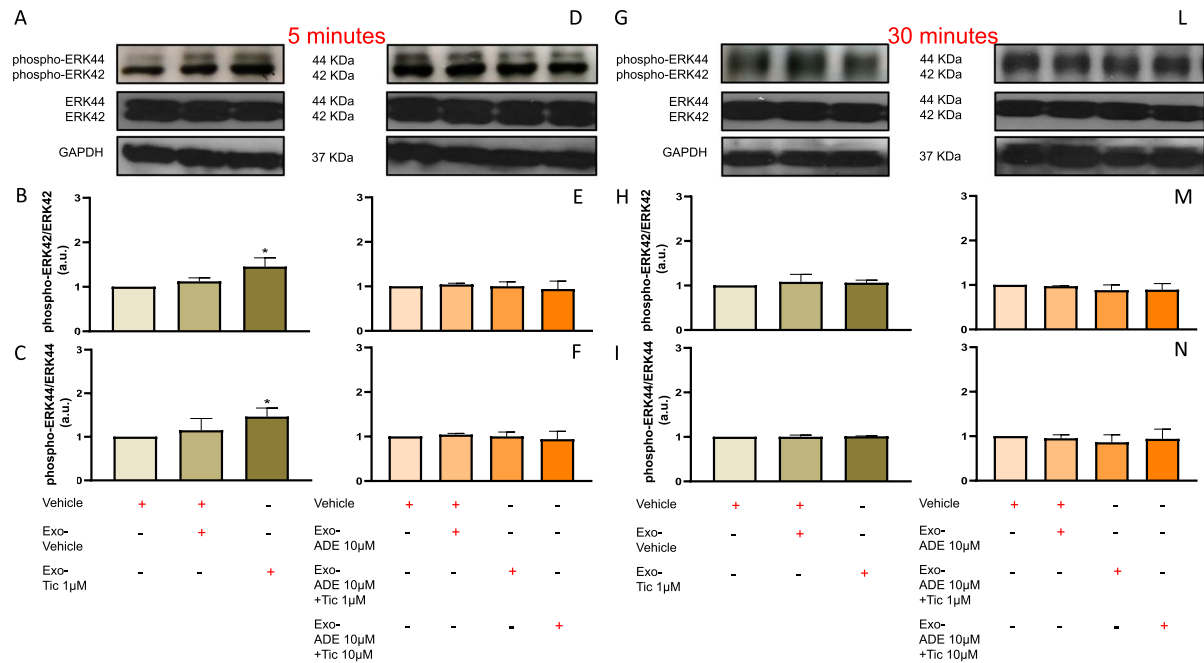 A
5 minutes
D
G
30 minutes
L
phospho-ERK44
phospho-ERK42
44 KDa
42 KDa
phospho-ERK44
phospho-ERK42
44 KDa
42 KDa
ERK44
ERK42
44 KDa
42 KDa
ERK44
ERK42
44 KDa
42 KDa
GAPDH
37 KDa
GAPDH
37 KDa
B
phospho-ERK42/ERK42
(a.u.)
3
2
1
0
*
E
3
2
1
0
H
phospho-ERK42/ERK42
(a.u.)
3
2
1
0
M
3
2
1
0
C
phospho-ERK44/ERK44
(a.u.)
3
2
1
0
*
F
3
2
1
0
I
phospho-ERK44/ERK44
(a.u.)
3
2
1
0
N
3
2
1
0
Vehicle + + -
Exo-
Vehicle - + -
Exo-
Tic 1µM - - +
Vehicle + + - -
Exo-
ADE 10µM - + - -
Exo-
ADE 10µM
+Tic 1µM - - + -
Exo-
ADE 10µM
+Tic 10µM - - - +
Vehicle + + -
Exo-
Vehicle - + -
Exo-
Tic 1µM - - +
Vehicle + + - -
Exo-
ADE 10µM - + - -
Exo-
ADE 10µM
+Tic 1µM - - + -
Exo-
ADE 10µM
+Tic 10µM - - - +